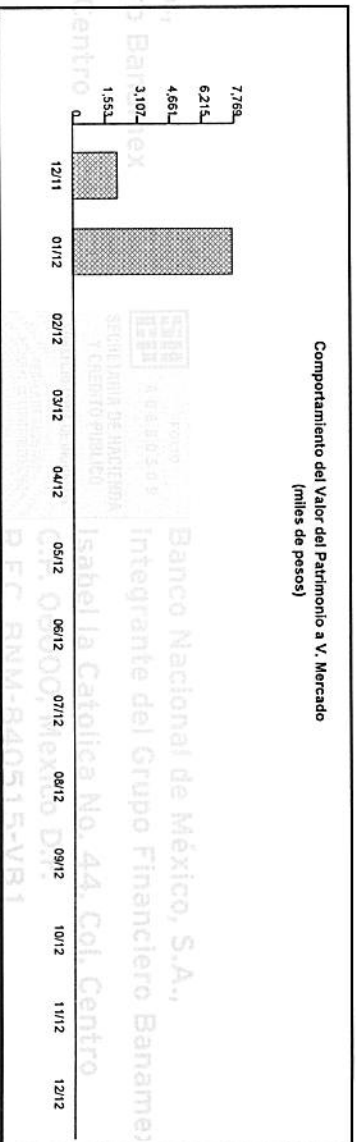 Comportamiento del Valor del Patrimonio a V. Mercado
(miles de pesos)
7,769
6,215
4,661
3,107
1,553
0
12/11 01/12 02/12 03/12 04/12 05/12 06/12 07/12 08/12 09/12 10/12 11/12 12/12
Banco Nacional de México, S.A.,
Integrante del Grupo Financiero Banamex
Isabel la Catolica No. 44. Col. Centro
México D.F.
R.F.C. BNM-840515-VB1
SECRETARIA DE HACIENDA
Y CREDITO PUBLICO
Centro